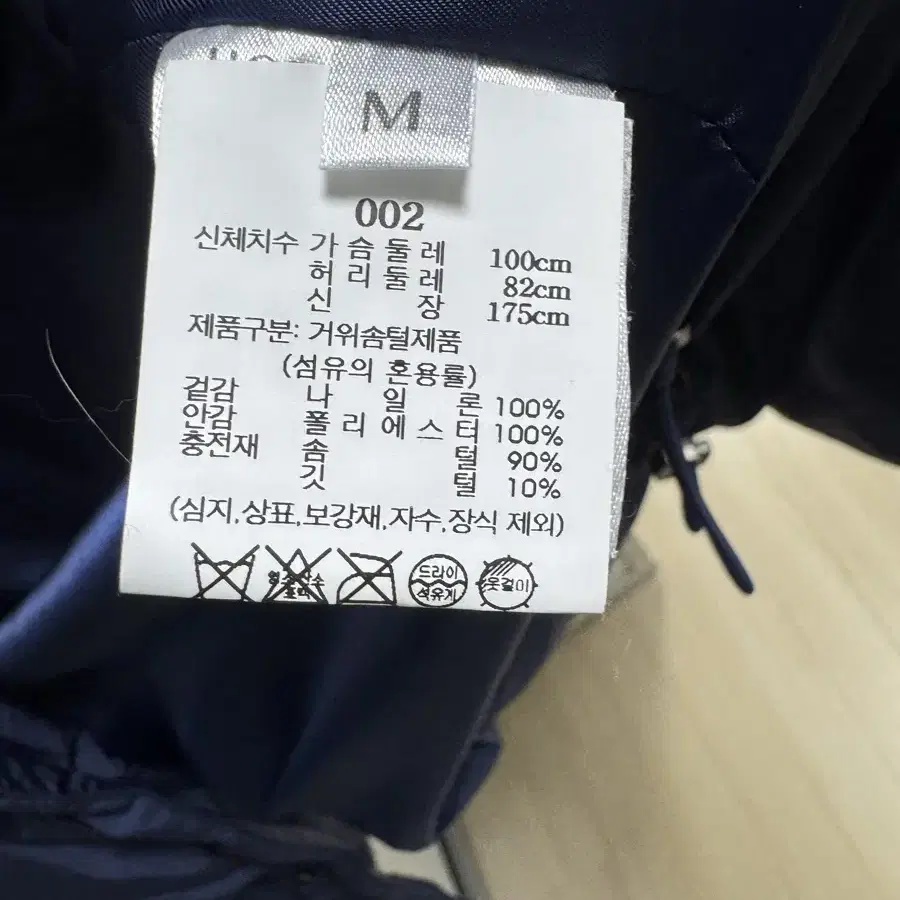 M
002
신체치수 가슴둘레 100cm
허리둘레 82cm
신장 175cm
제품구분: 거위솜털제품
(섬유의 혼용률)
겉감 나일론 100%
안감 폴리에스터 100%
충전재 솜털 90%
깃털 10%
(심지,상표,보강재,자수,장식 제외)
드라이 옷걸이
석유계